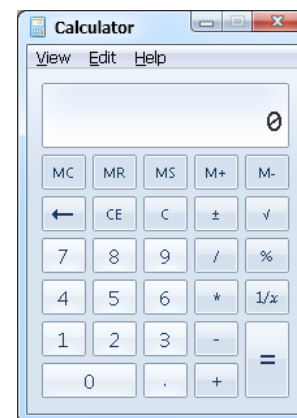 Calculator
View Edit Help
0
MC MR MS M+ M-
← CE C ± √
7 8 9 / %
4 5 6 * 1/x
1 2 3 - =
0 . +